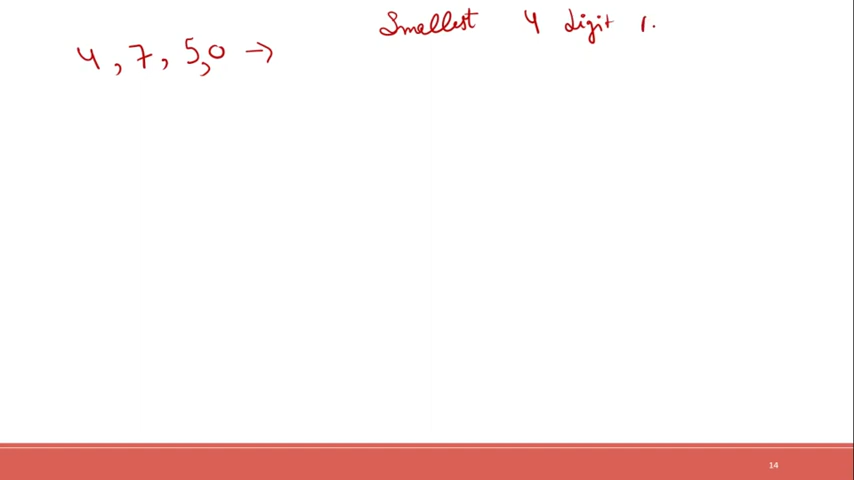 Smallest 4 digit
4, 7, 5, 0 →
14